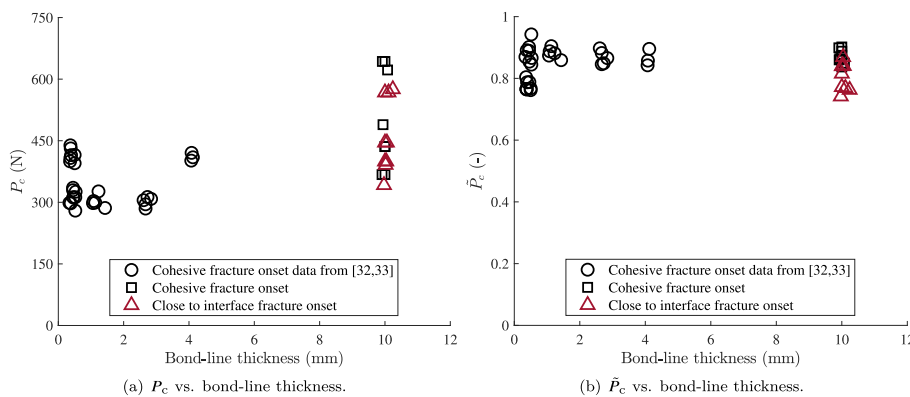 750
600
450
300
150
0
P_c (N)
Cohesive fracture onset data from [32,33]
Cohesive fracture onset
Close to interface fracture onset
0 2 4 6 8 10 12
Bond-line thickness (mm)
(a) P_c vs. bond-line thickness.
1
0.8
0.6
0.4
0.2
0
P̃_c (-)
Cohesive fracture onset data from [32,33]
Cohesive fracture onset
Close to interface fracture onset
0 2 4 6 8 10 12
Bond-line thickness (mm)
(b) P̃_c vs. bond-line thickness.